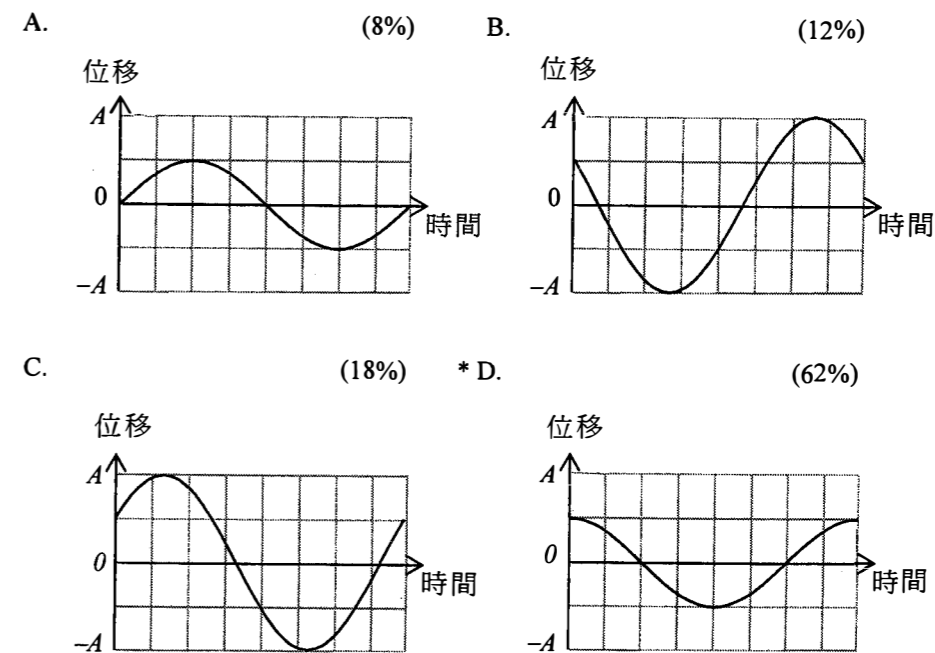 A. (8%)
位移
A
0
時間
–A
B. (12%)
位移
A
0
時間
–A
C. (18%)
位移
A
0
時間
–A
* D. (62%)
位移
A
0
時間
–A